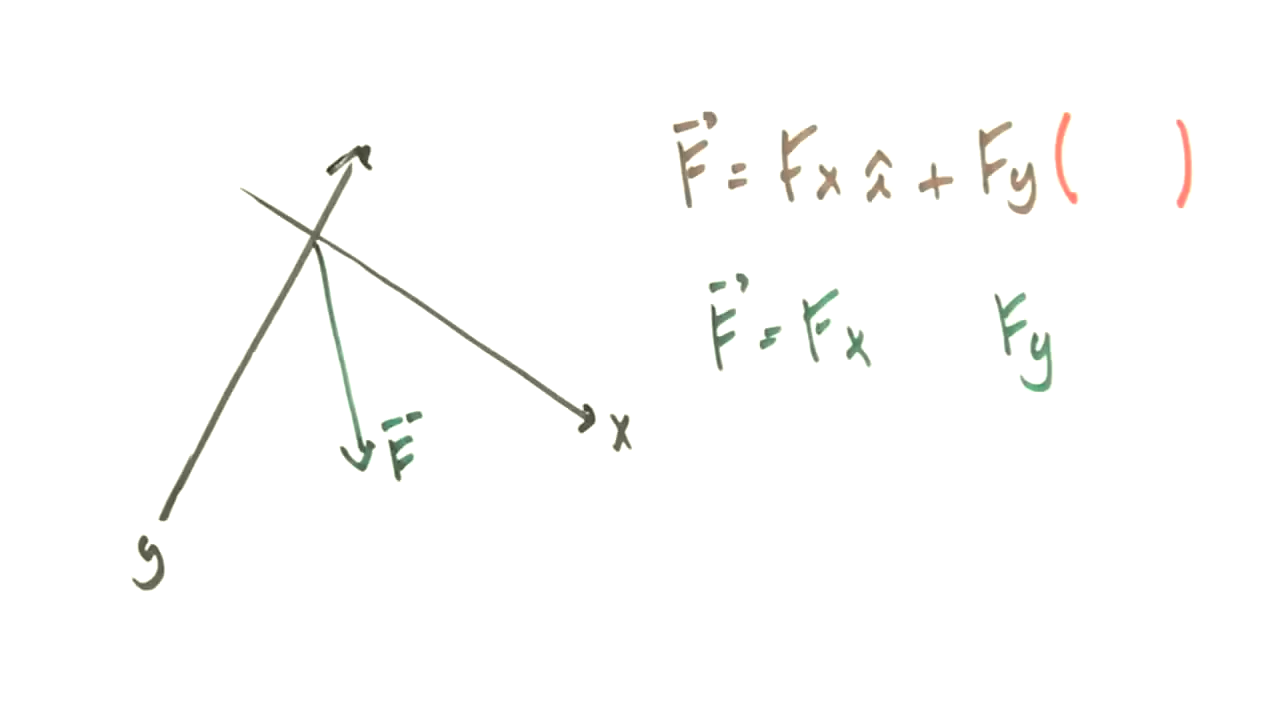 F⃗ = Fx x̂ + Fy (    )
F⃗ = Fx    Fy
F⃗
x
y